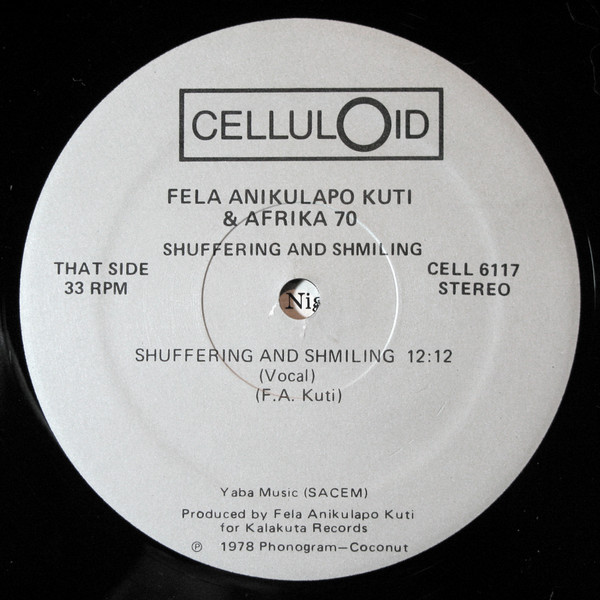 CELLULOID
FELA ANIKULAPO KUTI
& AFRIKA 70
SHUFFERING AND SHMILING
THAT SIDE
33 RPM
CELL 6117
STEREO
Nig
SHUFFERING AND SHMILING 12:12
(Vocal)
(F.A. Kuti)
Yaba Music (SACEM)
Produced by Fela Anikulapo Kuti
for Kalakuta Records
℗ 1978 Phonogram—Coconut